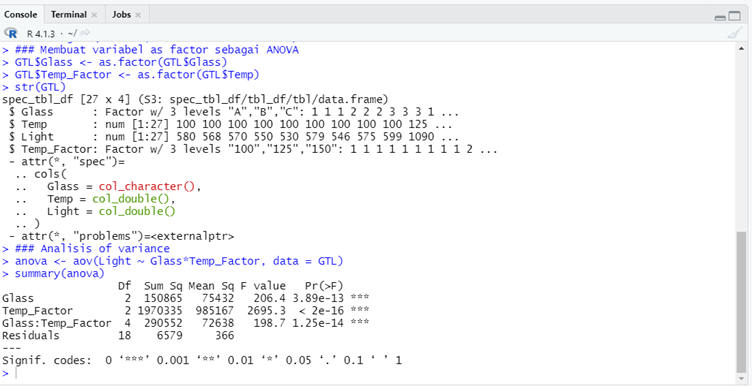 Console Terminal × Jobs ×
R 4.1.3 · ~/
> ### Membuat variabel as factor sebagai ANOVA
> GTL$Glass <- as.factor(GTL$Glass)
> GTL$Temp_Factor <- as.factor(GTL$Temp)
> str(GTL)
spec_tbl_df [27 x 4] (S3: spec_tbl_df/tbl_df/tbl/data.frame)
 $ Glass      : Factor w/ 3 levels "A","B","C": 1 1 1 2 2 2 3 3 3 1 ...
 $ Temp       : num [1:27] 100 100 100 100 100 100 100 100 100 125 ...
 $ Light      : num [1:27] 580 568 570 550 530 579 546 575 599 1090 ...
 $ Temp_Factor: Factor w/ 3 levels "100","125","150": 1 1 1 1 1 1 1 1 1 2 ...
 - attr(*, "spec")=
  .. cols(
  ..   Glass = col_character(),
  ..   Temp = col_double(),
  ..   Light = col_double()
  .. )
 - attr(*, "problems")=<externalptr>
> ### Analisis of variance
> anova <- aov(Light ~ Glass*Temp_Factor, data = GTL)
> summary(anova)
                  Df  Sum Sq Mean Sq F value   Pr(>F)
Glass              2  150865   75432   206.4 3.89e-13 ***
Temp_Factor        2 1970335  985167  2695.3  < 2e-16 ***
Glass:Temp_Factor  4  290552   72638   198.7 1.25e-14 ***
Residuals         18    6579     366
---
Signif. codes:  0 ‘***’ 0.001 ‘**’ 0.01 ‘*’ 0.05 ‘.’ 0.1 ‘ ’ 1
>